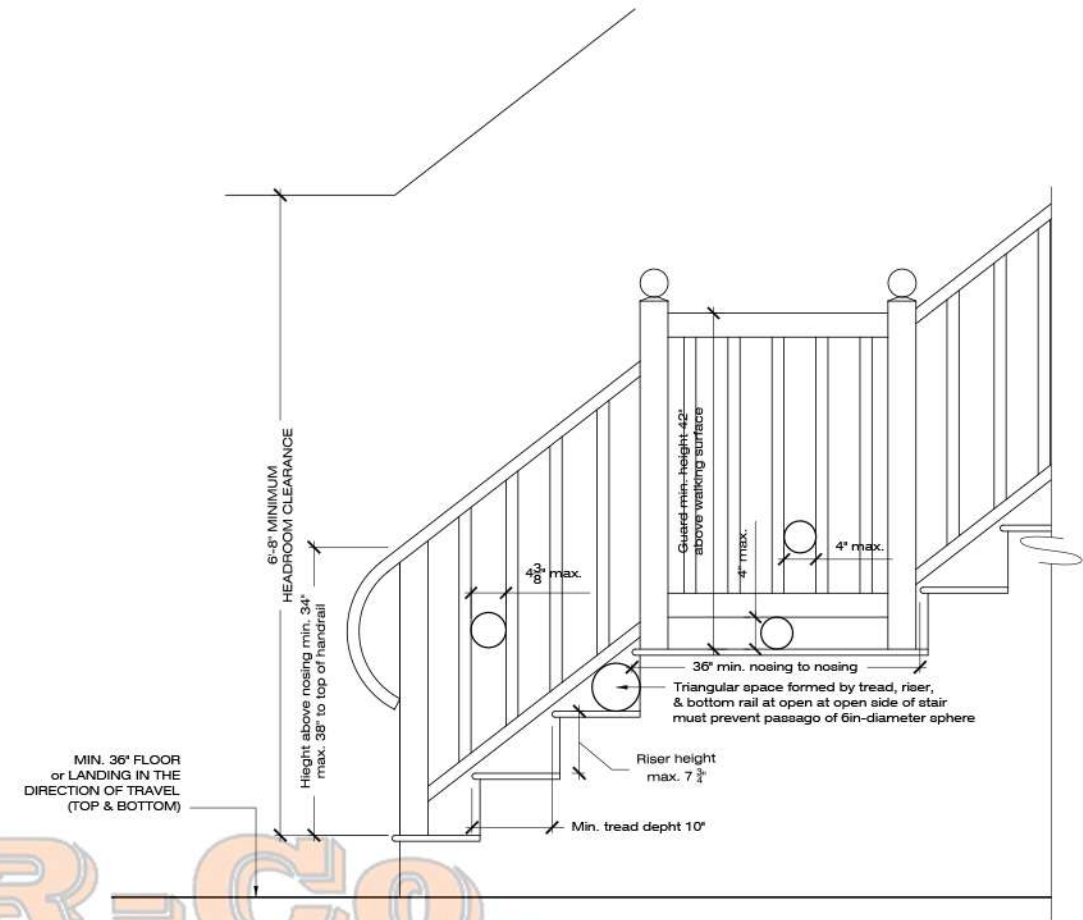 6'-8" MINIMUM
HEADROOM CLEARANCE
Hieght above nosing min. 34"
max. 38" to top of handrail
4 3/8" max.
Guard min. height 42"
above walking surface
4" max.
4" max.
36" min. nosing to nosing
Triangular space formed by tread, riser,
& bottom rail at open at open side of stair
must prevent passago of 6in-diameter sphere
Riser height
max. 7 3/4"
MIN. 36" FLOOR
or LANDING IN THE
DIRECTION OF TRAVEL
(TOP & BOTTOM)
Min. tread depht 10"
R-Co